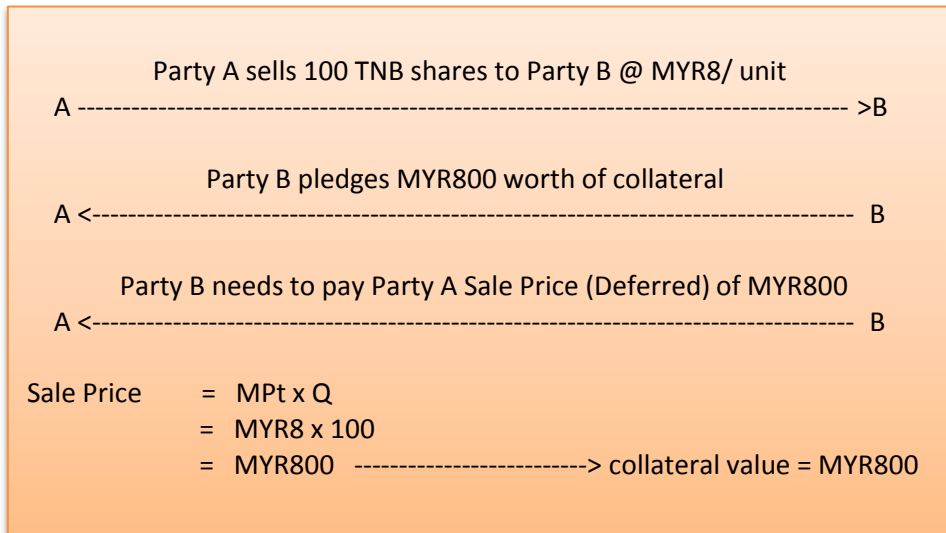 Party A sells 100 TNB shares to Party B @ MYR8/ unit
A -------------------------------------------------------------------------------------- >B
Party B pledges MYR800 worth of collateral
A <------------------------------------------------------------------------------------- B
Party B needs to pay Party A Sale Price (Deferred) of MYR800
A <------------------------------------------------------------------------------------- B
Sale Price = MPt x Q
= MYR8 x 100
= MYR800 --------------------------> collateral value = MYR800